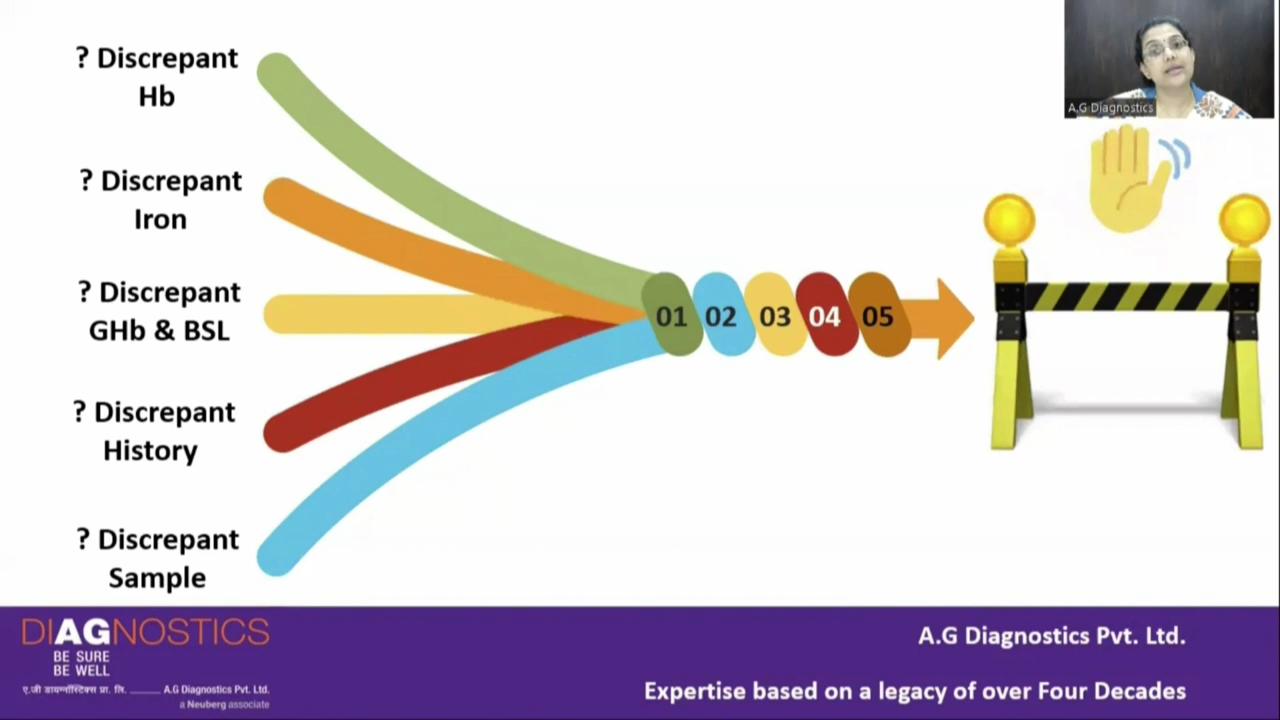 ? Discrepant
Hb
? Discrepant
Iron
? Discrepant
GHb & BSL
? Discrepant
History
? Discrepant
Sample
01 02 03 04 05
A.G Diagnostics
DIAGNOSTICS
BE SURE
BE WELL
ए.जी डायग्नॉस्टिक्स प्रा. लि. A.G Diagnostics Pvt. Ltd.
a Neuberg associate
A.G Diagnostics Pvt. Ltd.
Expertise based on a legacy of over Four Decades